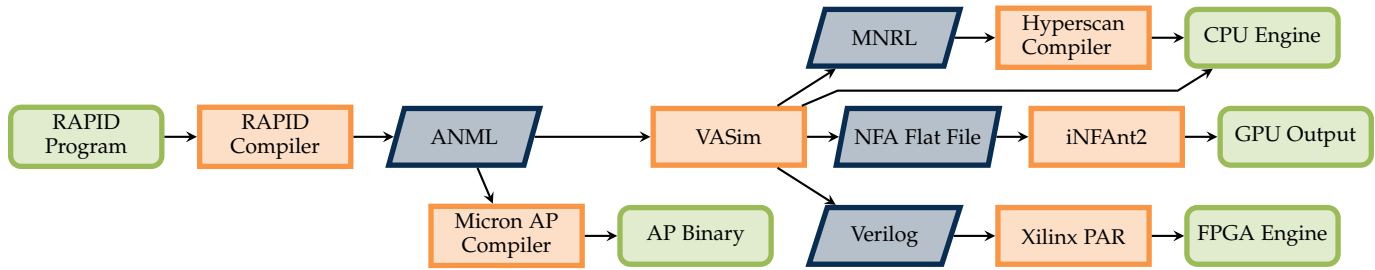 MNRL
Hyperscan
Compiler
CPU Engine
RAPID
Program
RAPID
Compiler
ANML
VASim
NFA Flat File
iNFAnt2
GPU Output
Micron AP
Compiler
AP Binary
Verilog
Xilinx PAR
FPGA Engine